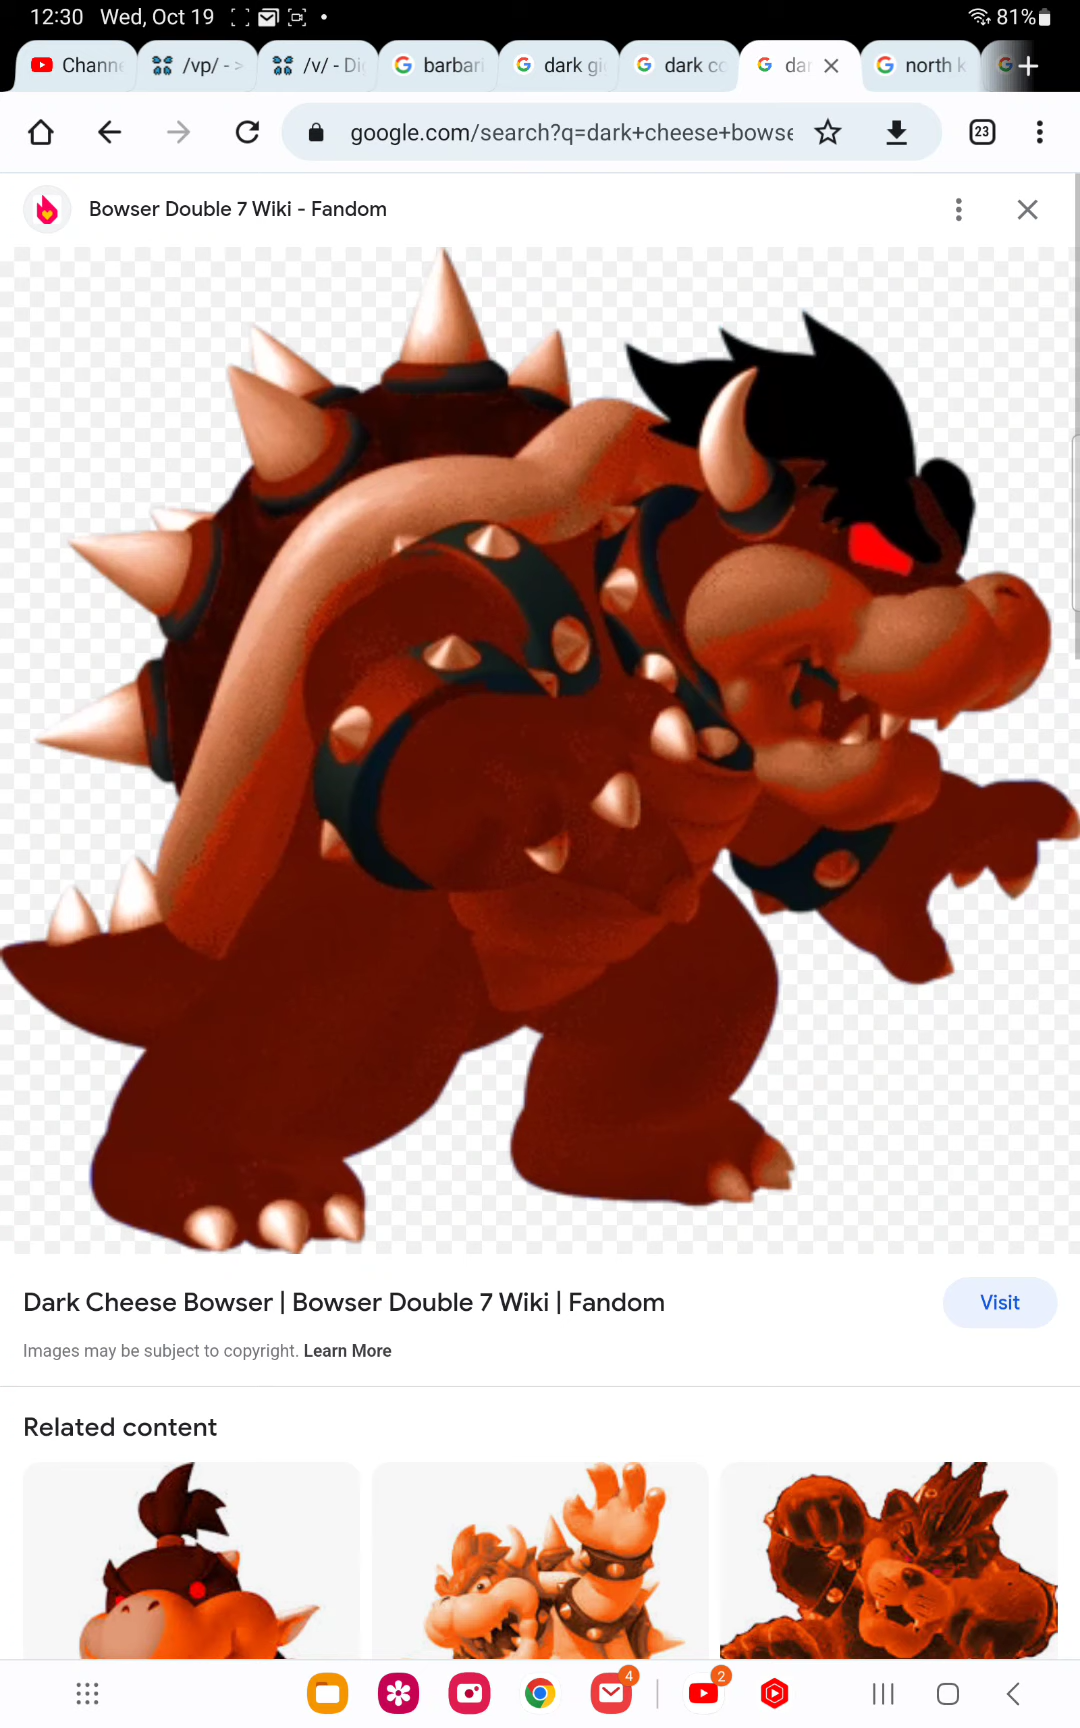 12:30 Wed, Oct 19 81%
Chann /vp/ - > /v/ - Di barbari dark gi dark co dar north k
google.com/search?q=dark+cheese+bowse 23
Bowser Double 7 Wiki - Fandom
Dark Cheese Bowser | Bowser Double 7 Wiki | Fandom
Visit
Images may be subject to copyright. Learn More
Related content
4 2